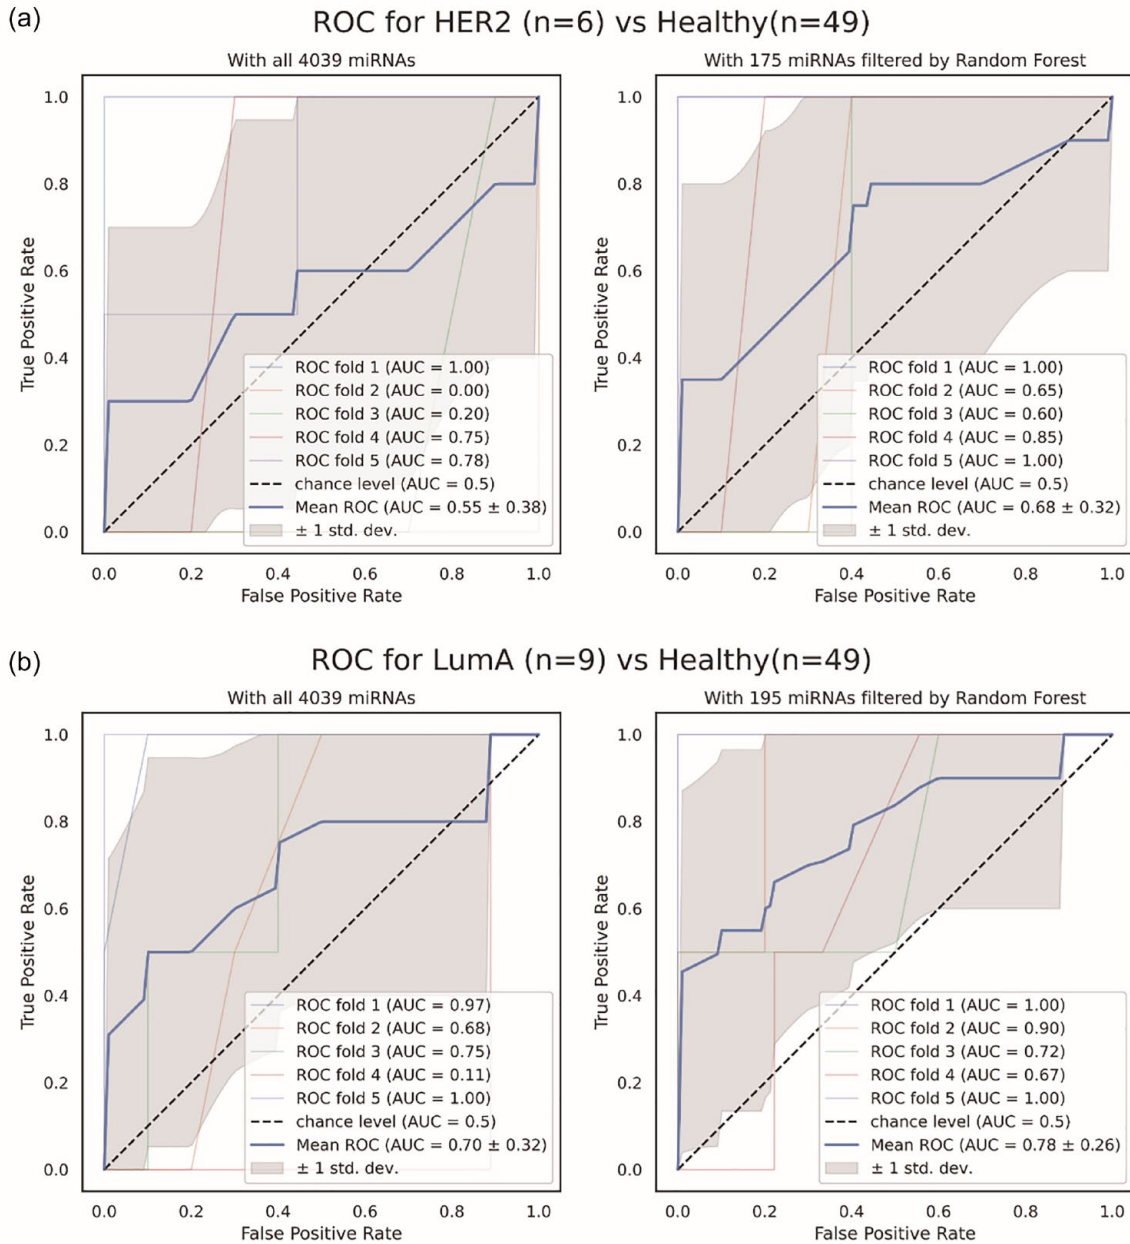 (a)
ROC for HER2 (n=6) vs Healthy(n=49)
With all 4039 miRNAs
True Positive Rate
1.0
0.8
0.6
0.4
0.2
0.0
ROC fold 1 (AUC = 1.00)
ROC fold 2 (AUC = 0.00)
ROC fold 3 (AUC = 0.20)
ROC fold 4 (AUC = 0.75)
ROC fold 5 (AUC = 0.78)
chance level (AUC = 0.5)
Mean ROC (AUC = 0.55 ± 0.38)
± 1 std. dev.
0.0 0.2 0.4 0.6 0.8 1.0
False Positive Rate
With 175 miRNAs filtered by Random Forest
True Positive Rate
1.0
0.8
0.6
0.4
0.2
0.0
ROC fold 1 (AUC = 1.00)
ROC fold 2 (AUC = 0.65)
ROC fold 3 (AUC = 0.60)
ROC fold 4 (AUC = 0.85)
ROC fold 5 (AUC = 1.00)
chance level (AUC = 0.5)
Mean ROC (AUC = 0.68 ± 0.32)
± 1 std. dev.
0.0 0.2 0.4 0.6 0.8 1.0
False Positive Rate
(b)
ROC for LumA (n=9) vs Healthy(n=49)
With all 4039 miRNAs
True Positive Rate
1.0
0.8
0.6
0.4
0.2
0.0
ROC fold 1 (AUC = 0.97)
ROC fold 2 (AUC = 0.68)
ROC fold 3 (AUC = 0.75)
ROC fold 4 (AUC = 0.11)
ROC fold 5 (AUC = 1.00)
chance level (AUC = 0.5)
Mean ROC (AUC = 0.70 ± 0.32)
± 1 std. dev.
0.0 0.2 0.4 0.6 0.8 1.0
False Positive Rate
With 195 miRNAs filtered by Random Forest
True Positive Rate
1.0
0.8
0.6
0.4
0.2
0.0
ROC fold 1 (AUC = 1.00)
ROC fold 2 (AUC = 0.90)
ROC fold 3 (AUC = 0.72)
ROC fold 4 (AUC = 0.67)
ROC fold 5 (AUC = 1.00)
chance level (AUC = 0.5)
Mean ROC (AUC = 0.78 ± 0.26)
± 1 std. dev.
0.0 0.2 0.4 0.6 0.8 1.0
False Positive Rate